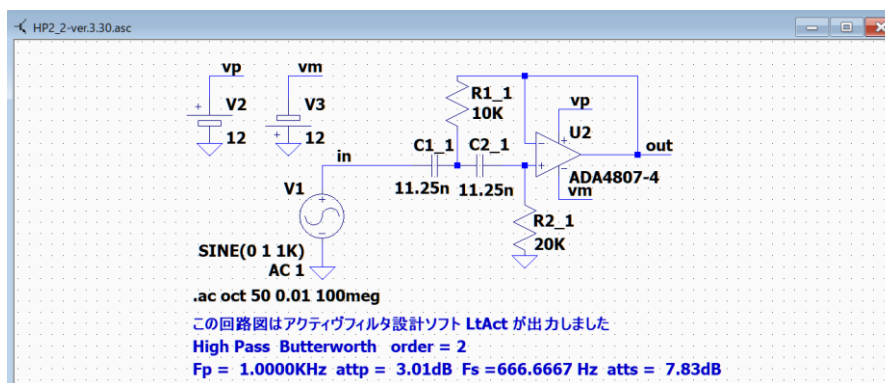 HP2_2-ver.3.30.asc
vp
vm
R1_1
10K
vp
V2
V3
U2
12
12
C1_1
C2_1
out
in
ADA4807-4
11.25n
11.25n
vm
V1
R2_1
20K
SINE(0 1 1K)
AC 1
.ac oct 50 0.01 100meg
この回路図はアクティヴフィルタ設計ソフト LtAct が出力しました
High Pass Butterworth order = 2
Fp = 1.0000KHz attp = 3.01dB Fs =666.6667 Hz atts = 7.83dB